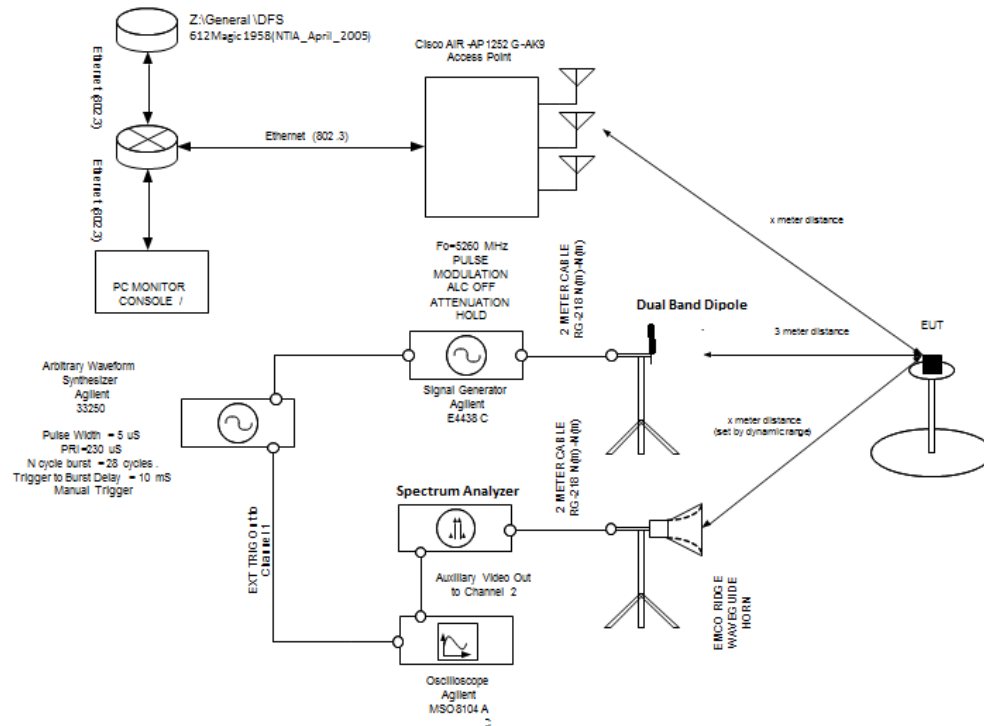 Z:\General \DFS
612Magic 1958(NTIA_April_2005)
Ethernet (802.3)
Ethernet (802.3)
Ethernet (802.3)
PC MONITOR
CONSOLE /
Cisco AIR -AP1252 G-AK9
Access Point
x meter distance
Fo=5260 MHz
PULSE
MODULATION
ALC OFF
ATTENUATION
HOLD
2 METER CABLE
RG-218 N(m)-N(m)
Dual Band Dipole
3 meter distance
EUT
Arbitrary Waveform
Synthesizer
Agilent
33250
Pulse Width = 5 uS
PRI=230 uS
N cycle burst = 28 cycles .
Trigger to Burst Delay = 10 mS
Manual Trigger
Signal Generator
Agilent
E4438 C
x meter distance
(set by dynamic range)
EXT TRIG Out to
Channel 1
Spectrum Analyzer
2 METER CABLE
RG-218 N(m)-N(m)
Auxiliary Video Out
to Channel 2
EMCO RIDGE
WAVEGUIDE
HORN
Oscilloscope
Agilent
MSO8104 A